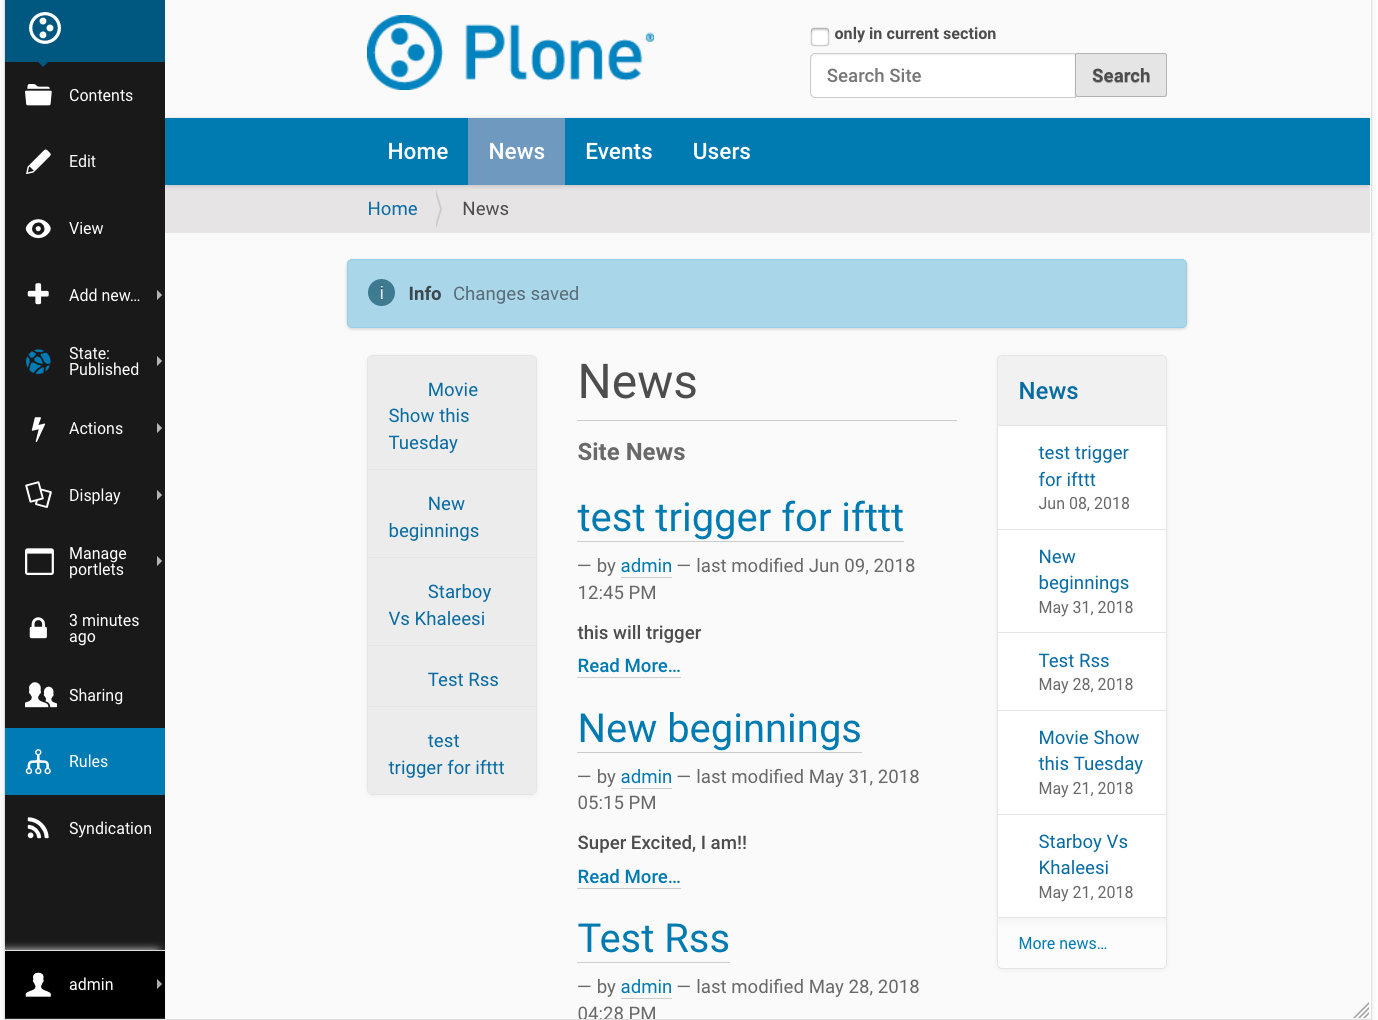 Contents
Edit
View
Add new...
State:
Published
Actions
Display
Manage
portlets
3 minutes
ago
Sharing
Rules
Syndication
admin
Plone®
only in current section
Search Site
Search
Home
News
Events
Users
Home
News
i
Info Changes saved
Movie
Show this
Tuesday
New
beginnings
Starboy
Vs Khaleesi
Test Rss
test
trigger for ifttt
News
Site News
test trigger for ifttt
— by admin — last modified Jun 09, 2018
12:45 PM
this will trigger
Read More...
New beginnings
— by admin — last modified May 31, 2018
05:15 PM
Super Excited, I am!!
Read More...
Test Rss
— by admin — last modified May 28, 2018
04:28 PM
News
test trigger
for ifttt
Jun 08, 2018
New
beginnings
May 31, 2018
Test Rss
May 28, 2018
Movie Show
this Tuesday
May 21, 2018
Starboy Vs
Khaleesi
May 21, 2018
More news...